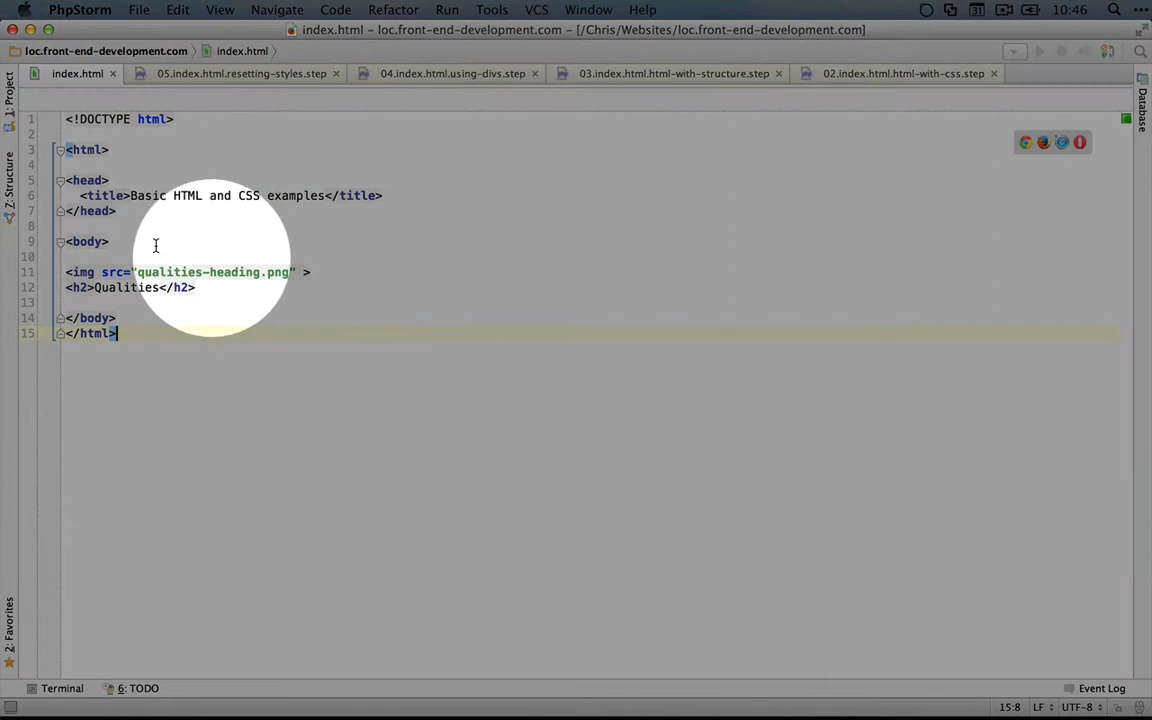 PhpStorm File Edit View Navigate Code Refactor Run Tools VCS Window Help 31 10:46
index.html - loc.front-end-development.com - [/Chris/Websites/loc.front-end-development.com]
loc.front-end-development.com index.html
index.html 05.index.html.resetting-styles.step 04.index.html.using-divs.step 03.index.html.html-with-structure.step 02.index.html.html-with-css.step
1: Project
Z: Structure
2: Favorites
Database
1 <!DOCTYPE html>
2
3 <html>
4
5 <head>
6 <title>Basic HTML and CSS examples</title>
7 </head>
8
9 <body>
10
11 <img src="qualities-heading.png" >
12 <h2>Qualities</h2>
13
14 </body>
15 </html>
Terminal 6: TODO Event Log
15:8 LF UTF-8